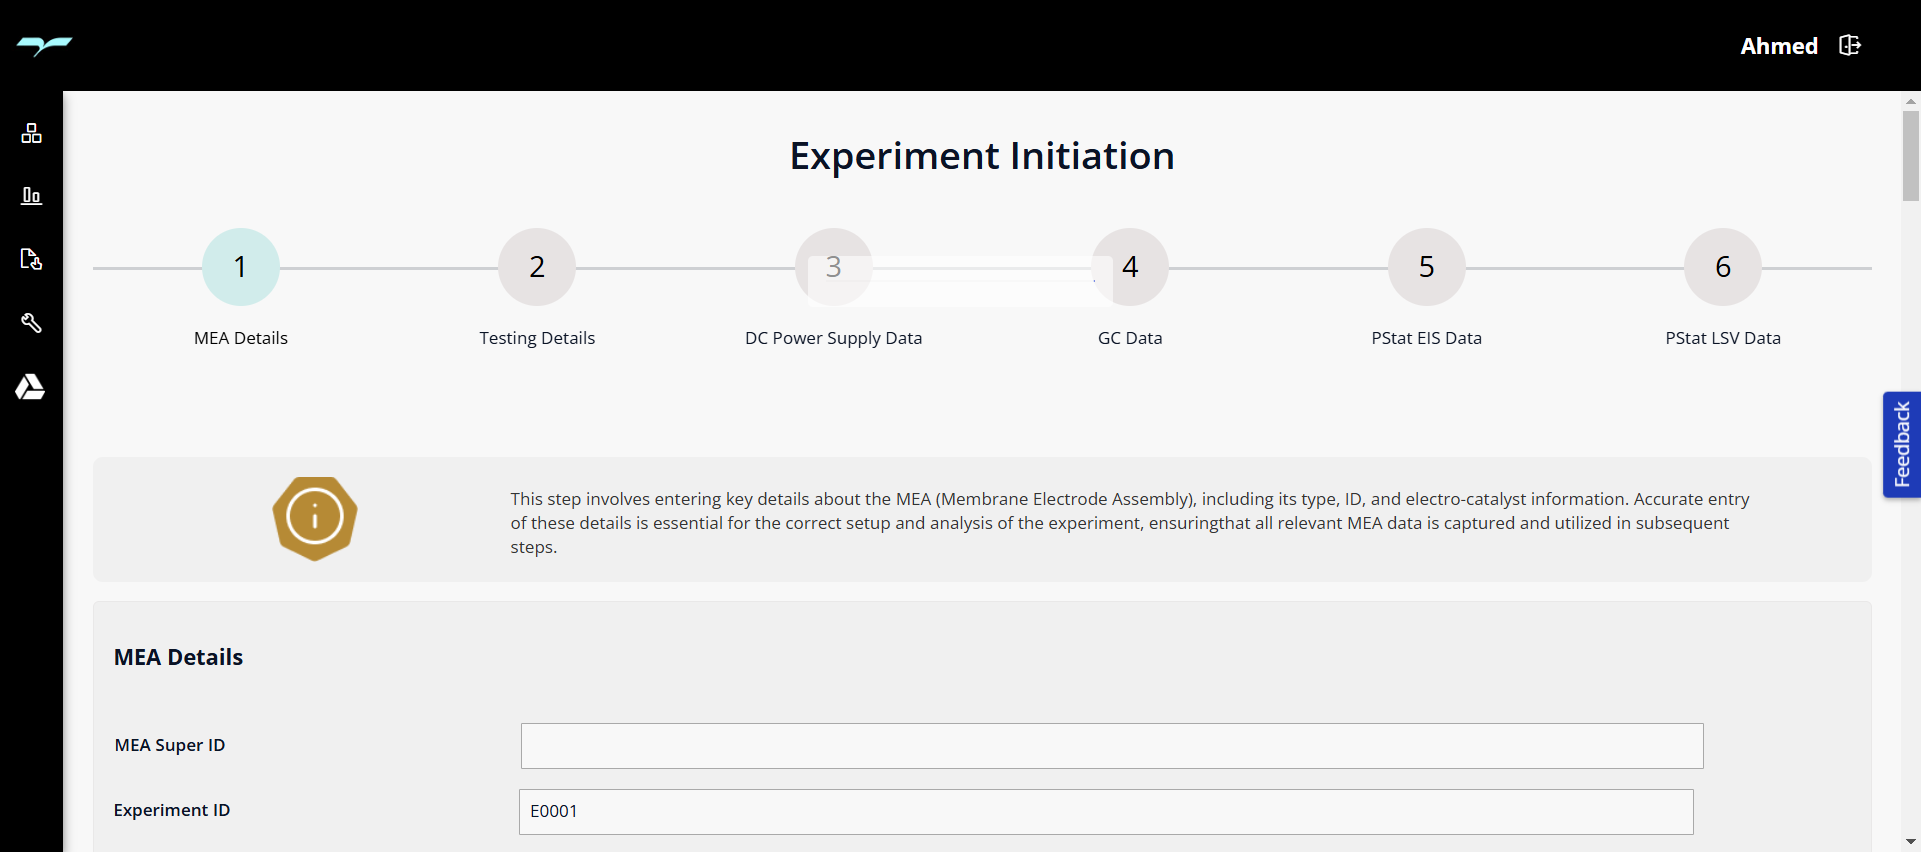 Ahmed
Experiment Initiation
1
2
3
4
5
6
MEA Details
Testing Details
DC Power Supply Data
GC Data
PStat EIS Data
PStat LSV Data
Feedback
This step involves entering key details about the MEA (Membrane Electrode Assembly), including its type, ID, and electro-catalyst information. Accurate entry
of these details is essential for the correct setup and analysis of the experiment, ensuringthat all relevant MEA data is captured and utilized in subsequent
steps.
MEA Details
MEA Super ID
Experiment ID
E0001